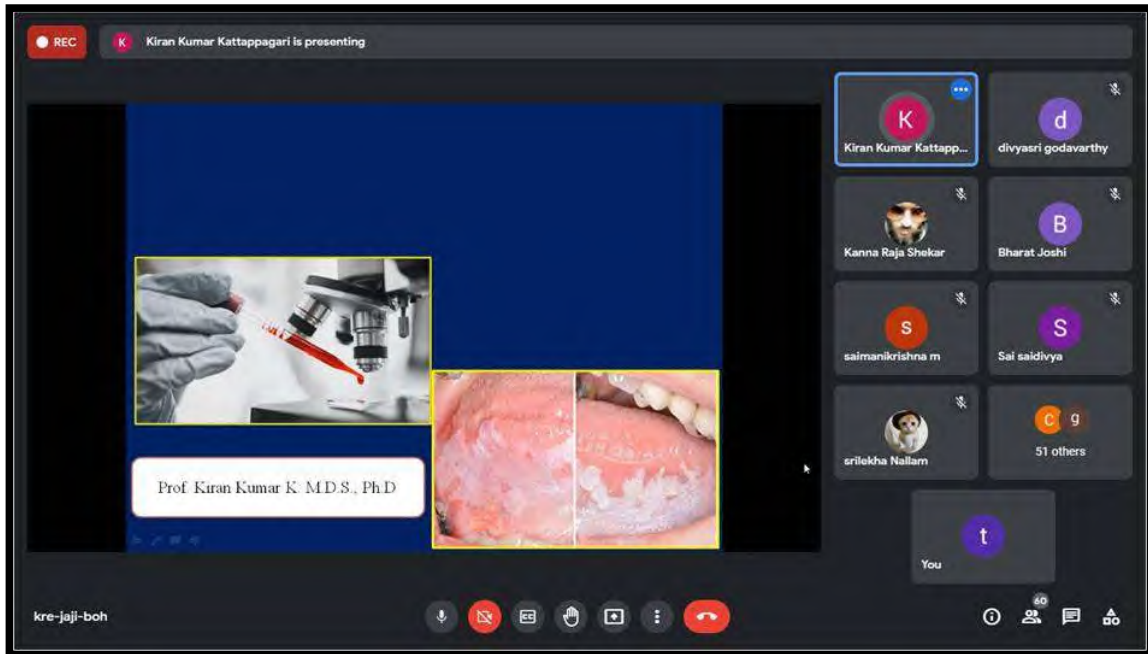 REC
K
Kiran Kumar Kattappagari is presenting
K
Kiran Kumar Kattapp...
d
divyasri godavarthy
Kanna Raja Shekar
B
Bharat Joshi
s
saimanikrishna m
S
Sai saidivya
srilekha Nallam
c g
51 others
Prof. Kiran Kumar K. M.D.S., Ph.D
t
You
kre-jaji-boh
CC
60